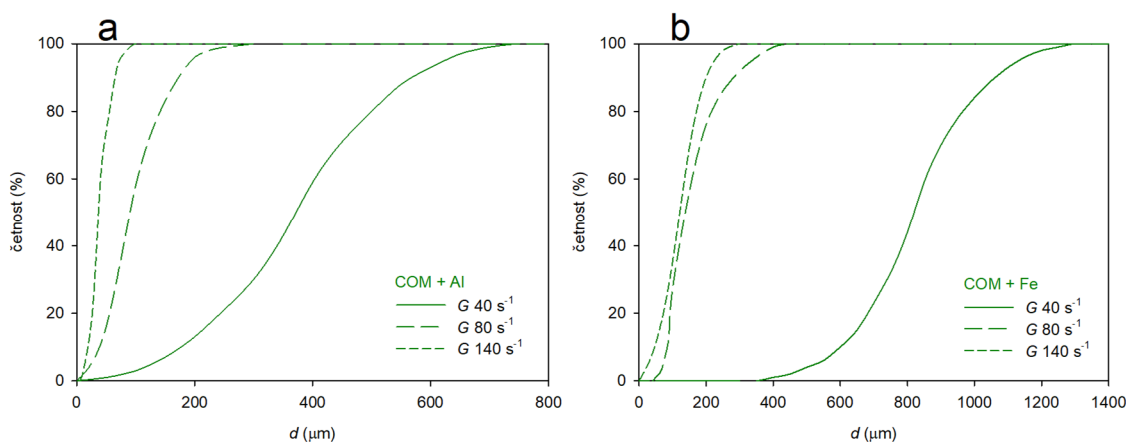 a
100
80
60
40
20
0
četnost (%)
COM + Al
G 40 s⁻¹
G 80 s⁻¹
G 140 s⁻¹
0 200 400 600 800
d (µm)
b
100
80
60
40
20
0
četnost (%)
COM + Fe
G 40 s⁻¹
G 80 s⁻¹
G 140 s⁻¹
0 200 400 600 800 1000 1200 1400
d (µm)